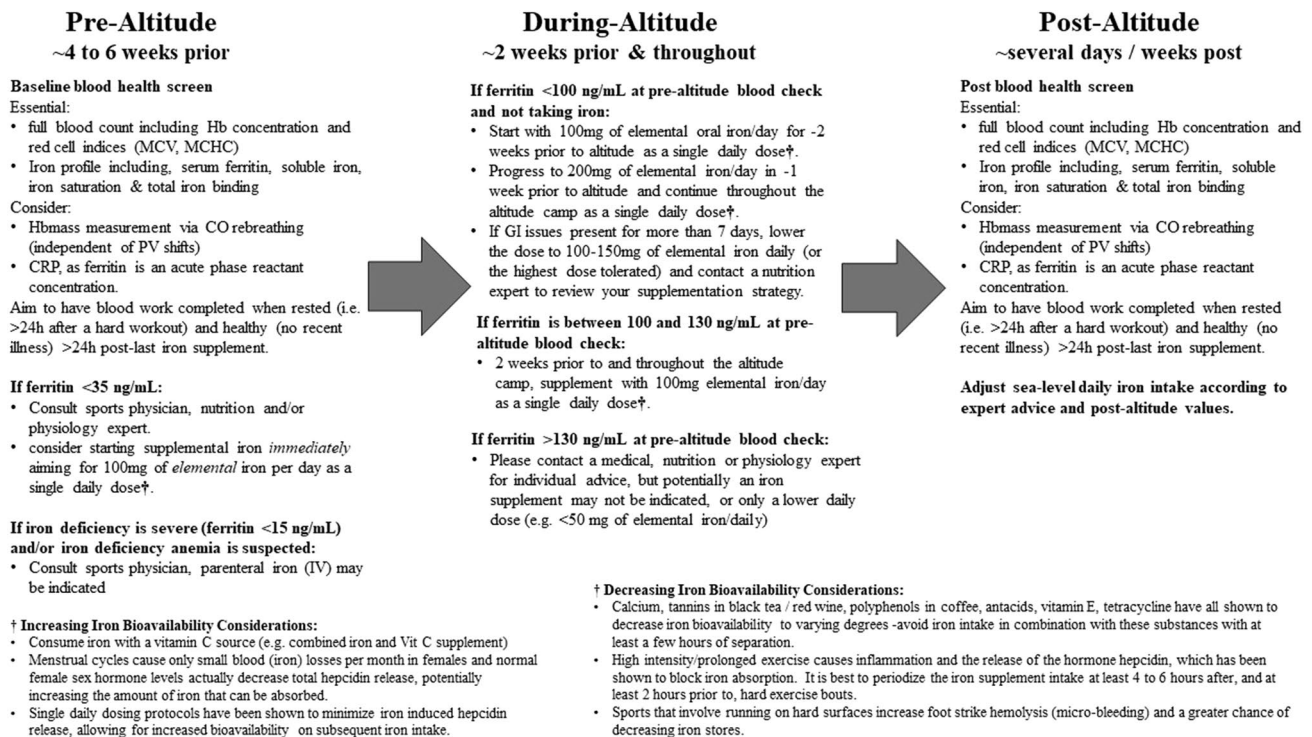 Pre-Altitude
~4 to 6 weeks prior
Baseline blood health screen
Essential:
• full blood count including Hb concentration and
red cell indices (MCV, MCHC)
• Iron profile including, serum ferritin, soluble iron,
iron saturation & total iron binding
Consider:
• Hbmass measurement via CO rebreathing
(independent of PV shifts)
• CRP, as ferritin is an acute phase reactant
concentration.
Aim to have blood work completed when rested (i.e.
>24h after a hard workout) and healthy (no recent
illness) >24h post-last iron supplement.
If ferritin <35 ng/mL:
• Consult sports physician, nutrition and/or
physiology expert.
• consider starting supplemental iron immediately
aiming for 100mg of elemental iron per day as a
single daily dose†.
If iron deficiency is severe (ferritin <15 ng/mL)
and/or iron deficiency anemia is suspected:
• Consult sports physician, parenteral iron (IV) may
be indicated
† Increasing Iron Bioavailability Considerations:
• Consume iron with a vitamin C source (e.g. combined iron and Vit C supplement)
• Menstrual cycles cause only small blood (iron) losses per month in females and normal
female sex hormone levels actually decrease total hepcidin release, potentially
increasing the amount of iron that can be absorbed.
• Single daily dosing protocols have been shown to minimize iron induced hepcidin
release, allowing for increased bioavailability on subsequent iron intake.
During-Altitude
~2 weeks prior & throughout
If ferritin <100 ng/mL at pre-altitude blood check
and not taking iron:
• Start with 100mg of elemental oral iron/day for -2
weeks prior to altitude as a single daily dose†.
• Progress to 200mg of elemental iron/day in -1
week prior to altitude and continue throughout the
altitude camp as a single daily dose†.
• If GI issues present for more than 7 days, lower
the dose to 100-150mg of elemental iron daily (or
the highest dose tolerated) and contact a nutrition
expert to review your supplementation strategy.
If ferritin is between 100 and 130 ng/mL at pre-
altitude blood check:
• 2 weeks prior to and throughout the altitude
camp, supplement with 100mg elemental iron/day
as a single daily dose†.
If ferritin >130 ng/mL at pre-altitude blood check:
• Please contact a medical, nutrition or physiology expert
for individual advice, but potentially an iron
supplement may not be indicated, or only a lower daily
dose (e.g. <50 mg of elemental iron/daily)
Post-Altitude
~several days / weeks post
Post blood health screen
Essential:
• full blood count including Hb concentration and
red cell indices (MCV, MCHC)
• Iron profile including, serum ferritin, soluble
iron, iron saturation & total iron binding
Consider:
• Hbmass measurement via CO rebreathing
(independent of PV shifts)
• CRP, as ferritin is an acute phase reactant
concentration.
Aim to have blood work completed when rested
(i.e. >24h after a hard workout) and healthy (no
recent illness) >24h post-last iron supplement.
Adjust sea-level daily iron intake according to
expert advice and post-altitude values.
† Decreasing Iron Bioavailability Considerations:
• Calcium, tannins in black tea / red wine, polyphenols in coffee, antacids, vitamin E, tetracycline have all shown to
decrease iron bioavailability to varying degrees -avoid iron intake in combination with these substances with at
least a few hours of separation.
• High intensity/prolonged exercise causes inflammation and the release of the hormone hepcidin, which has been
shown to block iron absorption. It is best to periodize the iron supplement intake at least 4 to 6 hours after, and at
least 2 hours prior to, hard exercise bouts.
• Sports that involve running on hard surfaces increase foot strike hemolysis (micro-bleeding) and a greater chance of
decreasing iron stores.